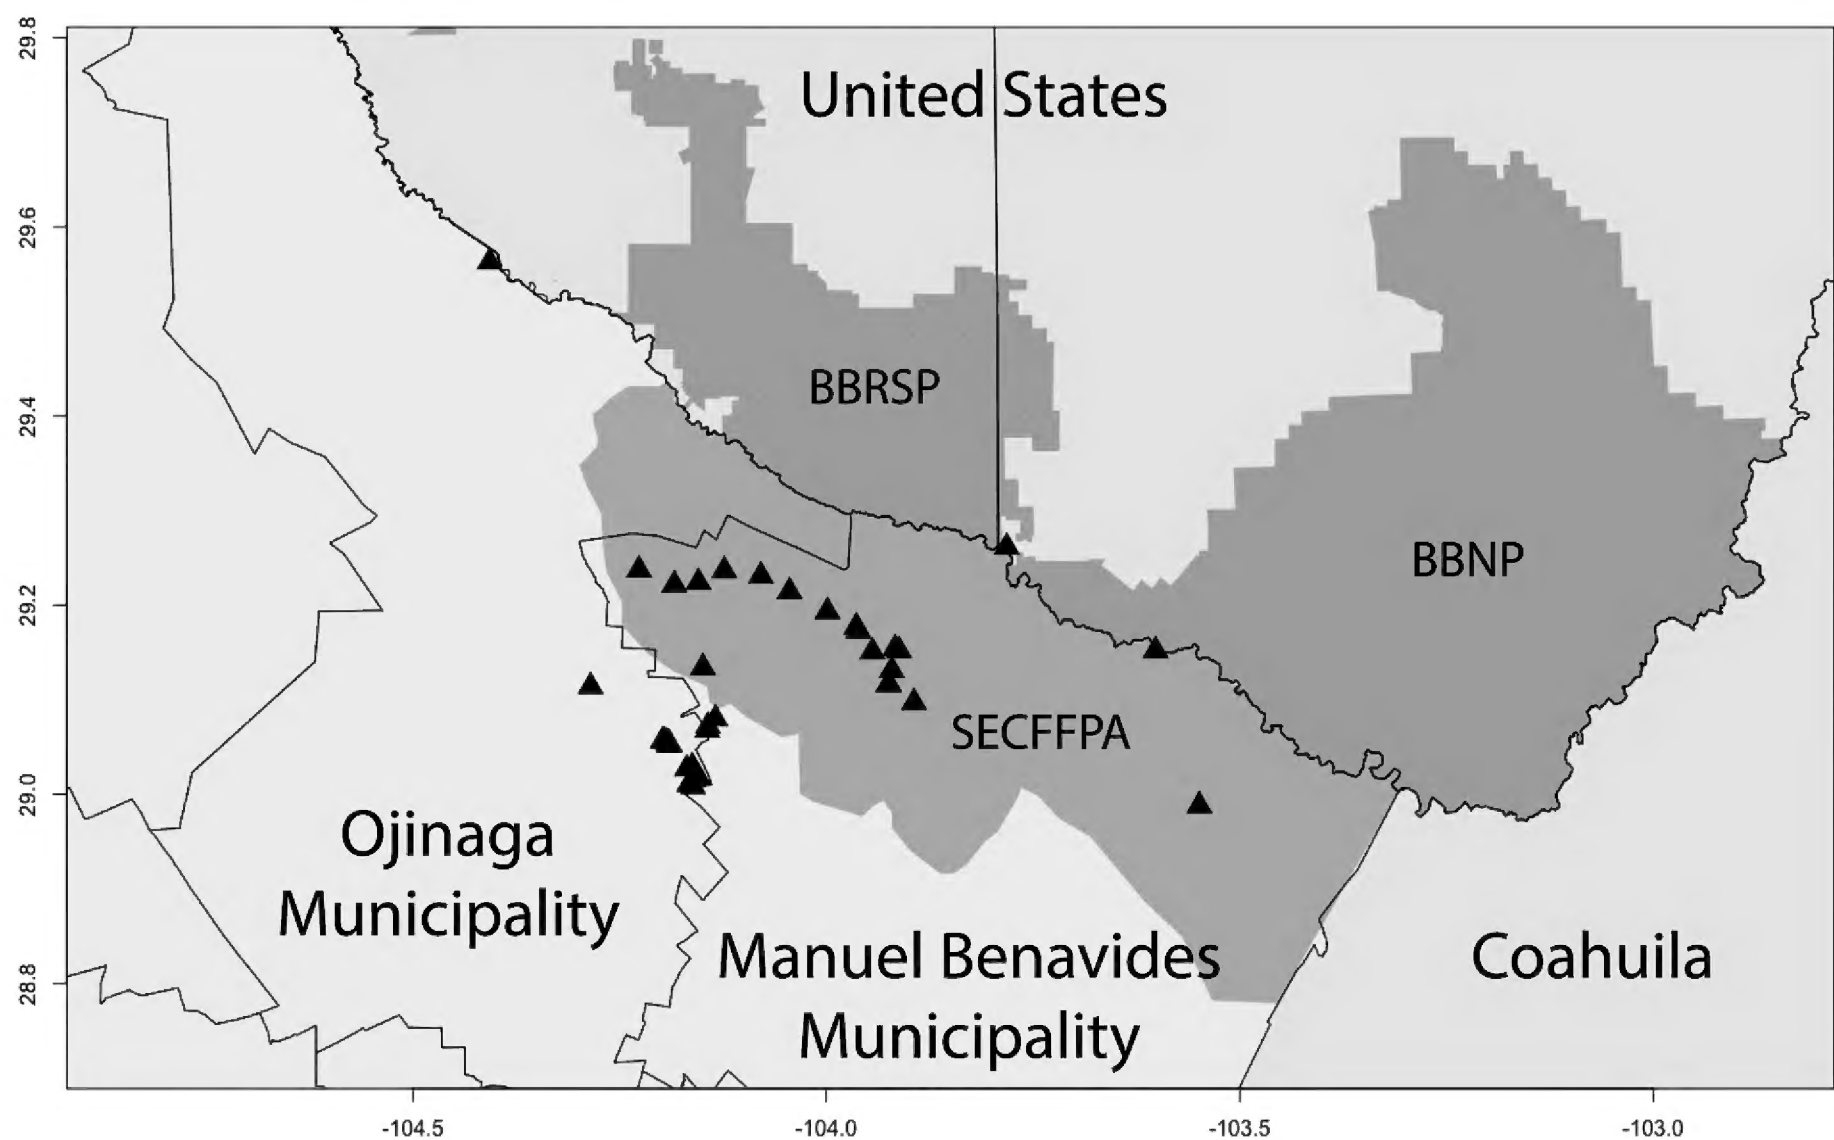 United States
BBRSP
BBNP
SECFFPA
Ojinaga
Municipality
Manuel Benavides
Municipality
Coahuila
29.8
29.6
29.4
29.2
29.0
28.8
-104.5
-104.0
-103.5
-103.0